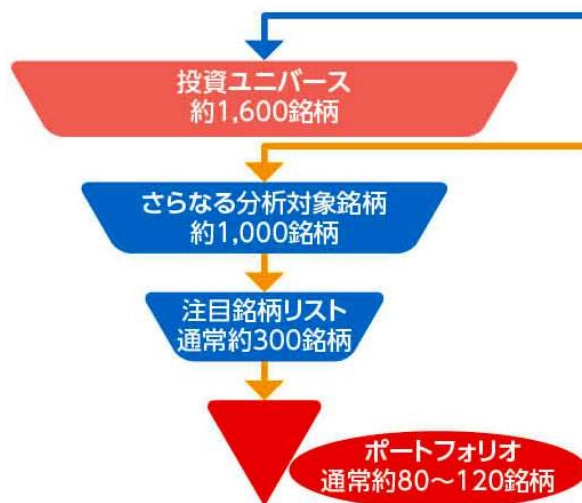 投資ユニバース
約1,600銘柄
さらなる分析対象銘柄
約1,000銘柄
注目銘柄リスト
通常約300銘柄
ポートフォリオ
通常約80～120銘柄